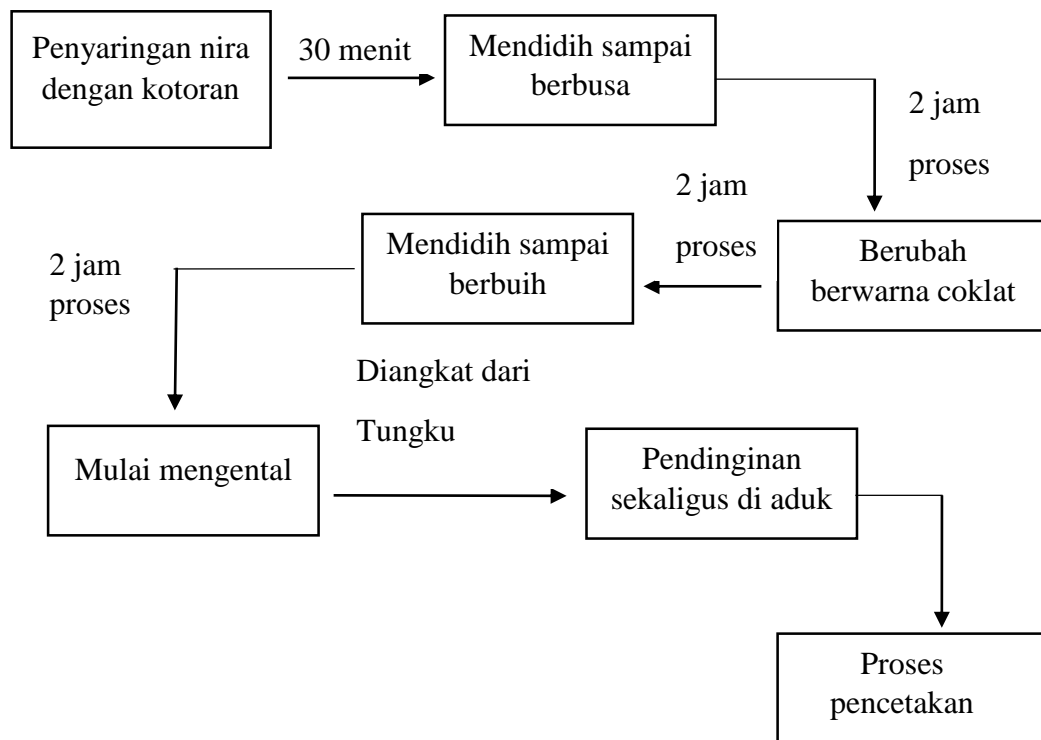 Penyaringan nira
dengan kotoran
30 menit
Mendidih sampai
berbusa
2 jam
proses
Berubah
berwarna coklat
2 jam
proses
Mendidih sampai
berbuih
2 jam
proses
Mulai mengental
Diangkat dari
Tungku
Pendinginan
sekaligus di aduk
Proses
pencetakan